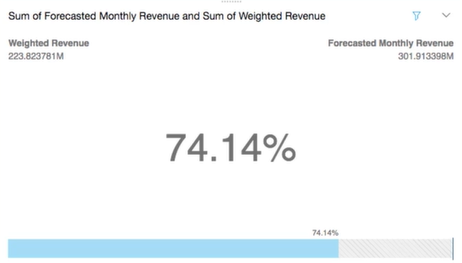 Sum of Forecasted Monthly Revenue and Sum of Weighted Revenue
Weighted Revenue
223.823781M
Forecasted Monthly Revenue
301.913398M
74.14%
74.14%